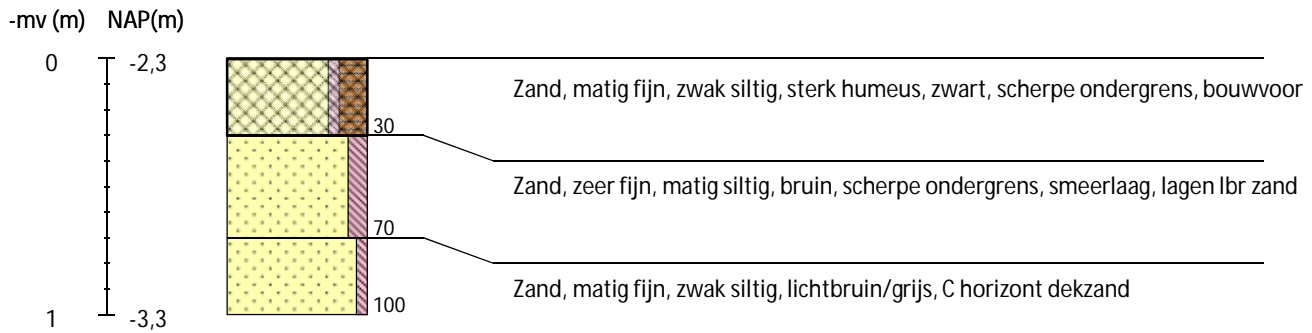 -mv (m) NAP(m)
0 -2,3
Zand, matig fijn, zwak siltig, sterk humeus, zwart, scherpe ondergrens, bouwvoor
30
Zand, zeer fijn, matig siltig, bruin, scherpe ondergrens, smeerlaag, lagen lbr zand
70
Zand, matig fijn, zwak siltig, lichtbruin/grijs, C horizont dekzand
100
1 -3,3